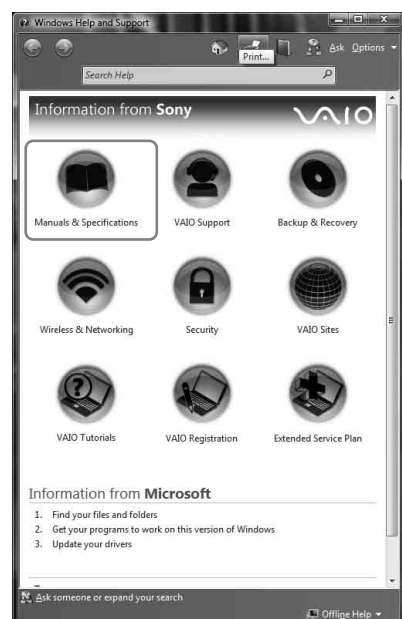 Windows Help and Support
Ask Options
Print...
Search Help
Information from Sony
VAIO
Manuals & Specifications VAIO Support Backup & Recovery
Wireless & Networking Security VAIO Sites
VAIO Tutorials VAIO Registration Extended Service Plan
Information from Microsoft
1. Find your files and folders
2. Get your programs to work on this version of Windows
3. Update your drivers
Ask someone or expand your search
Offline Help